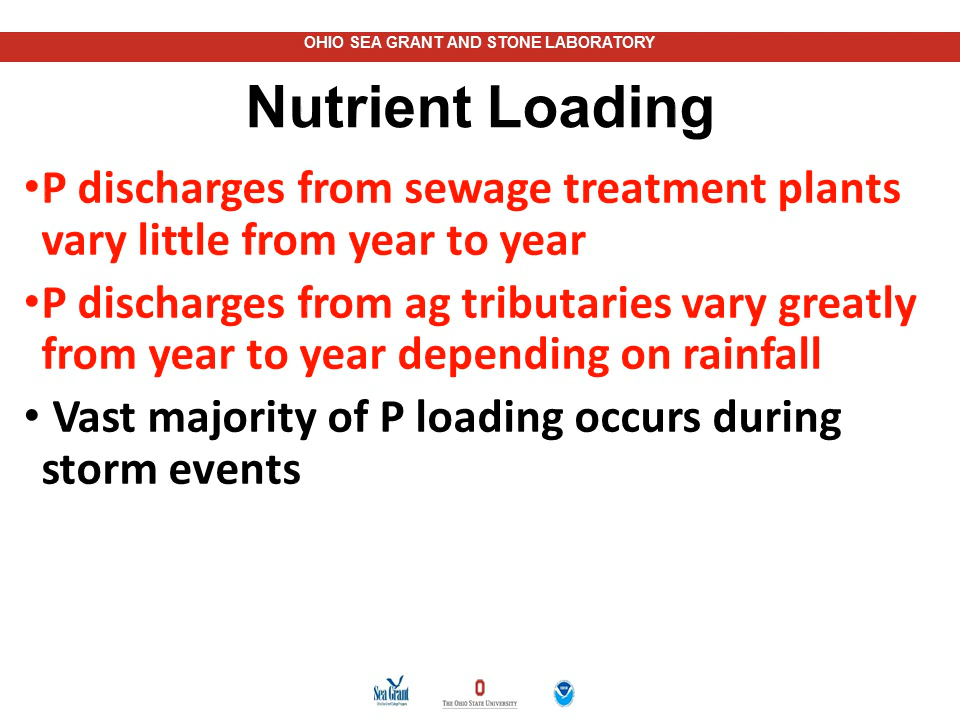 OHIO SEA GRANT AND STONE LABORATORY
Nutrient Loading
• P discharges from sewage treatment plants
vary little from year to year
• P discharges from ag tributaries vary greatly
from year to year depending on rainfall
• Vast majority of P loading occurs during
storm events
Sea Grant
THE OHIO STATE UNIVERSITY